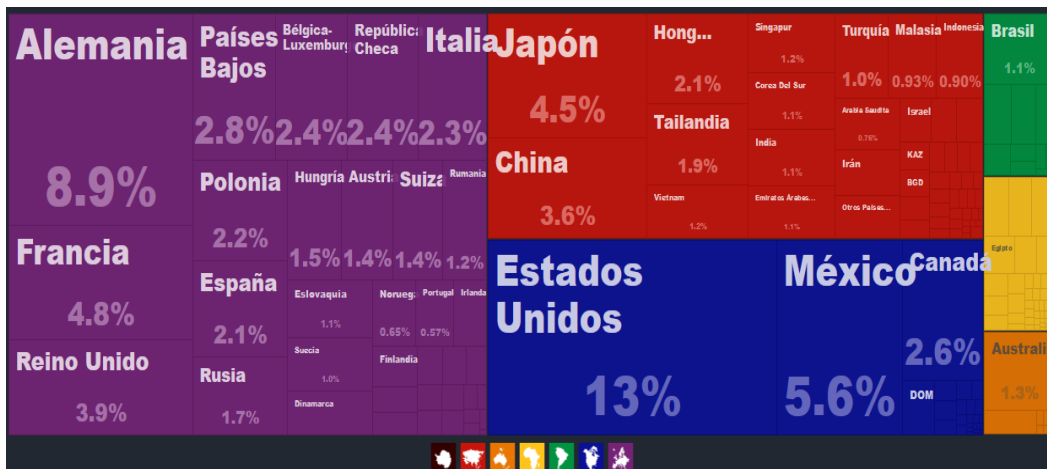 Alemania
8.9%
Francia
4.8%
Reino Unido
3.9%
Países
Bajos
2.8%
Bélgica-
Luxemburg
2.4%
República
Checa
2.4%
Italia
2.3%
Polonia
2.2%
España
2.1%
Rusia
1.7%
Hungría
1.5%
Austria
1.4%
Suiza
1.4%
Rumania
1.2%
Eslovaquia
1.1%
Suecia
1.0%
Dinamarca
Norueg
0.65%
Portugal
0.57%
Irlanda
Finlandia
Japón
4.5%
China
3.6%
Hong...
2.1%
Tailandia
1.9%
Vietnam
1.2%
Singapur
1.2%
Corea Del Sur
1.1%
India
1.1%
Emiratos Árabes...
1.1%
Turquía
1.0%
Malasia
0.93%
Indonesia
0.90%
Arabia Saudita
0.76%
Irán
Otros Países...
Israel
KAZ
BGD
Estados
Unidos
13%
México
5.6%
Canadá
2.6%
DOM
Brasil
1.1%
Egipto
Australi
1.3%